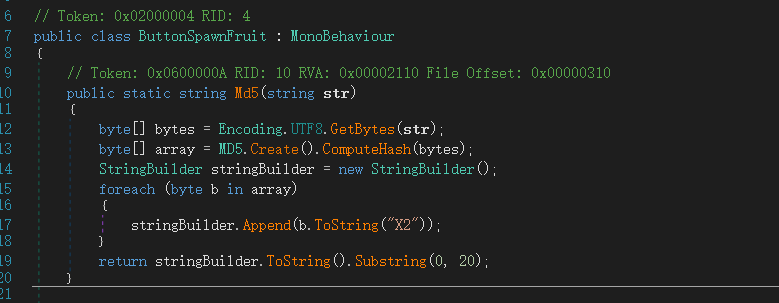 6 // Token: 0x02000004 RID: 4
7 public class ButtonSpawnFruit : MonoBehaviour
8 {
9 // Token: 0x0600000A RID: 10 RVA: 0x00002110 File Offset: 0x00000310
10 public static string Md5(string str)
11 {
12 byte[] bytes = Encoding.UTF8.GetBytes(str);
13 byte[] array = MD5.Create().ComputeHash(bytes);
14 StringBuilder stringBuilder = new StringBuilder();
15 foreach (byte b in array)
16 {
17 stringBuilder.Append(b.ToString("X2"));
18 }
19 return stringBuilder.ToString().Substring(0, 20);
20 }
21